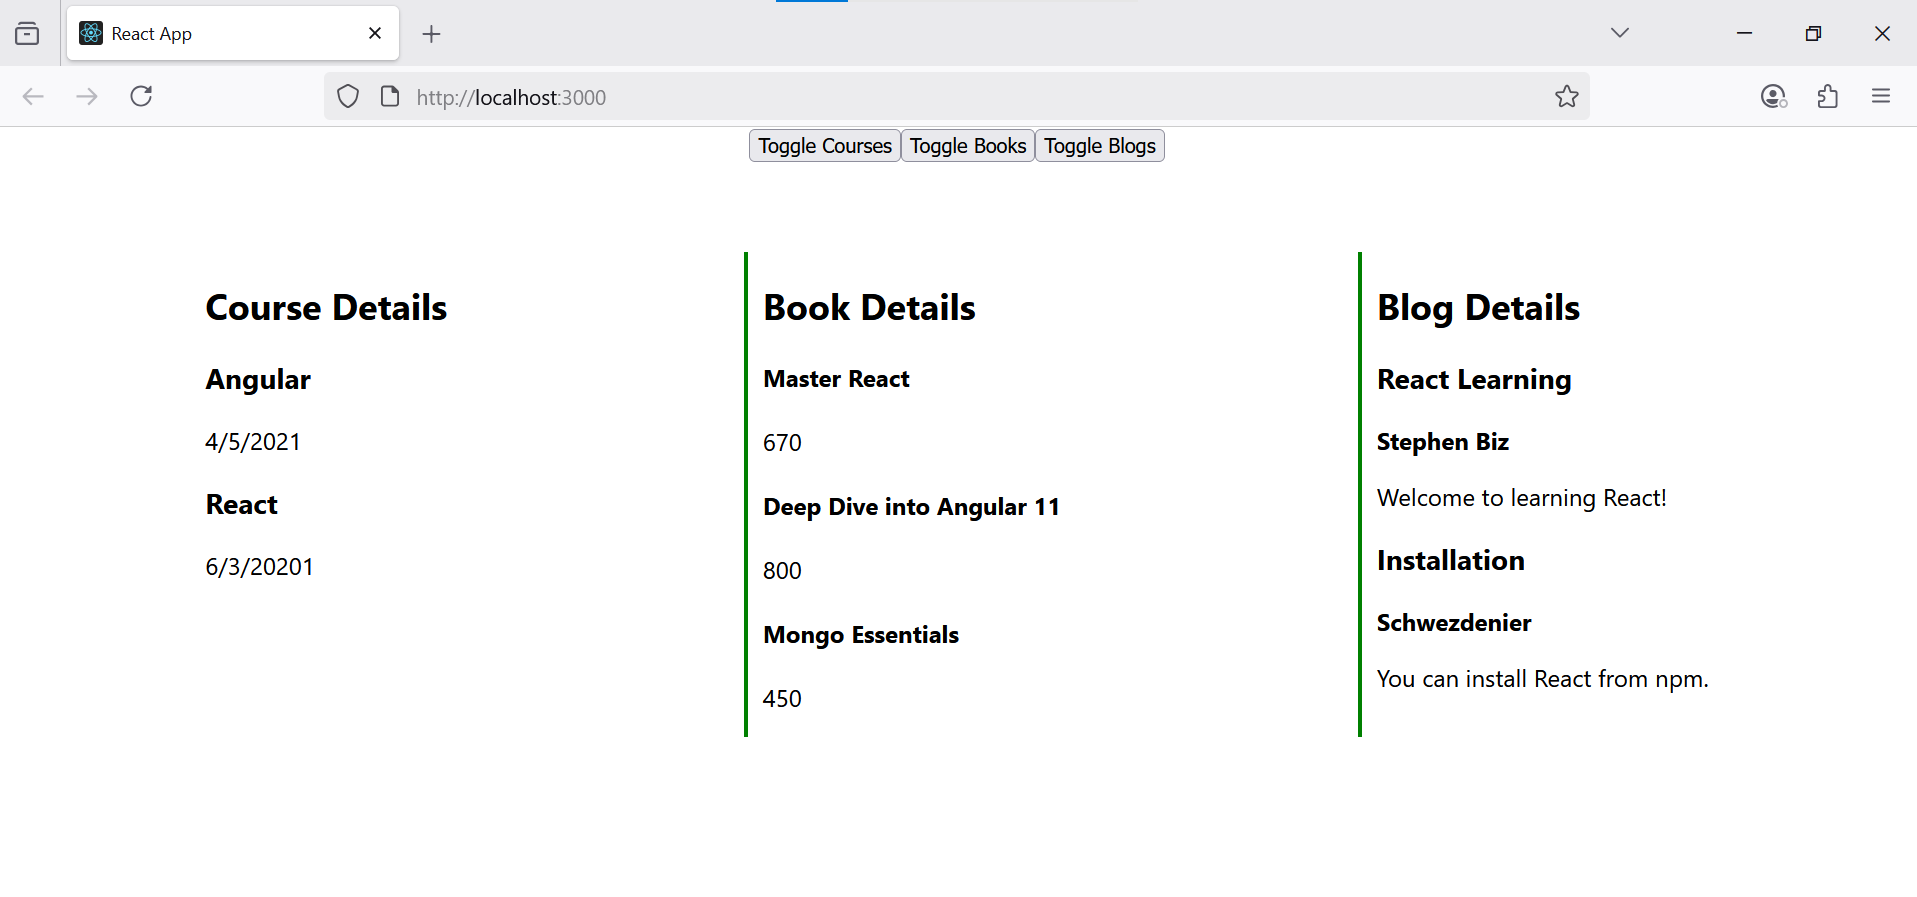 React App
http://localhost:3000
Toggle Courses Toggle Books Toggle Blogs
Course Details
Angular
4/5/2021
React
6/3/20201
Book Details
Master React
670
Deep Dive into Angular 11
800
Mongo Essentials
450
Blog Details
React Learning
Stephen Biz
Welcome to learning React!
Installation
Schwezdenier
You can install React from npm.